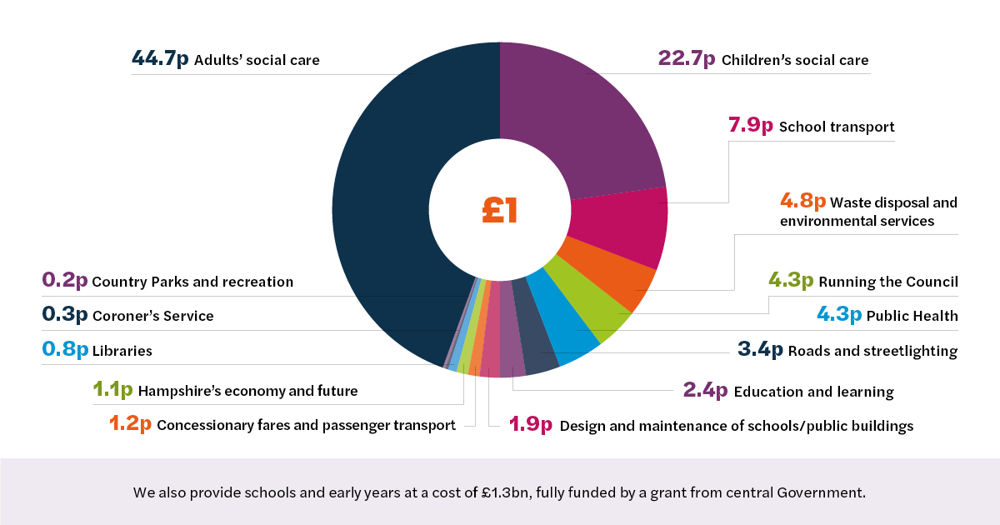 44.7p Adults’ social care
22.7p Children’s social care
7.9p School transport
£1
4.8p Waste disposal and
environmental services
0.2p Country Parks and recreation
4.3p Running the Council
0.3p Coroner’s Service
4.3p Public Health
0.8p Libraries
3.4p Roads and streetlighting
1.1p Hampshire’s economy and future
2.4p Education and learning
1.2p Concessionary fares and passenger transport
1.9p Design and maintenance of schools/public buildings
We also provide schools and early years at a cost of £1.3bn, fully funded by a grant from central Government.